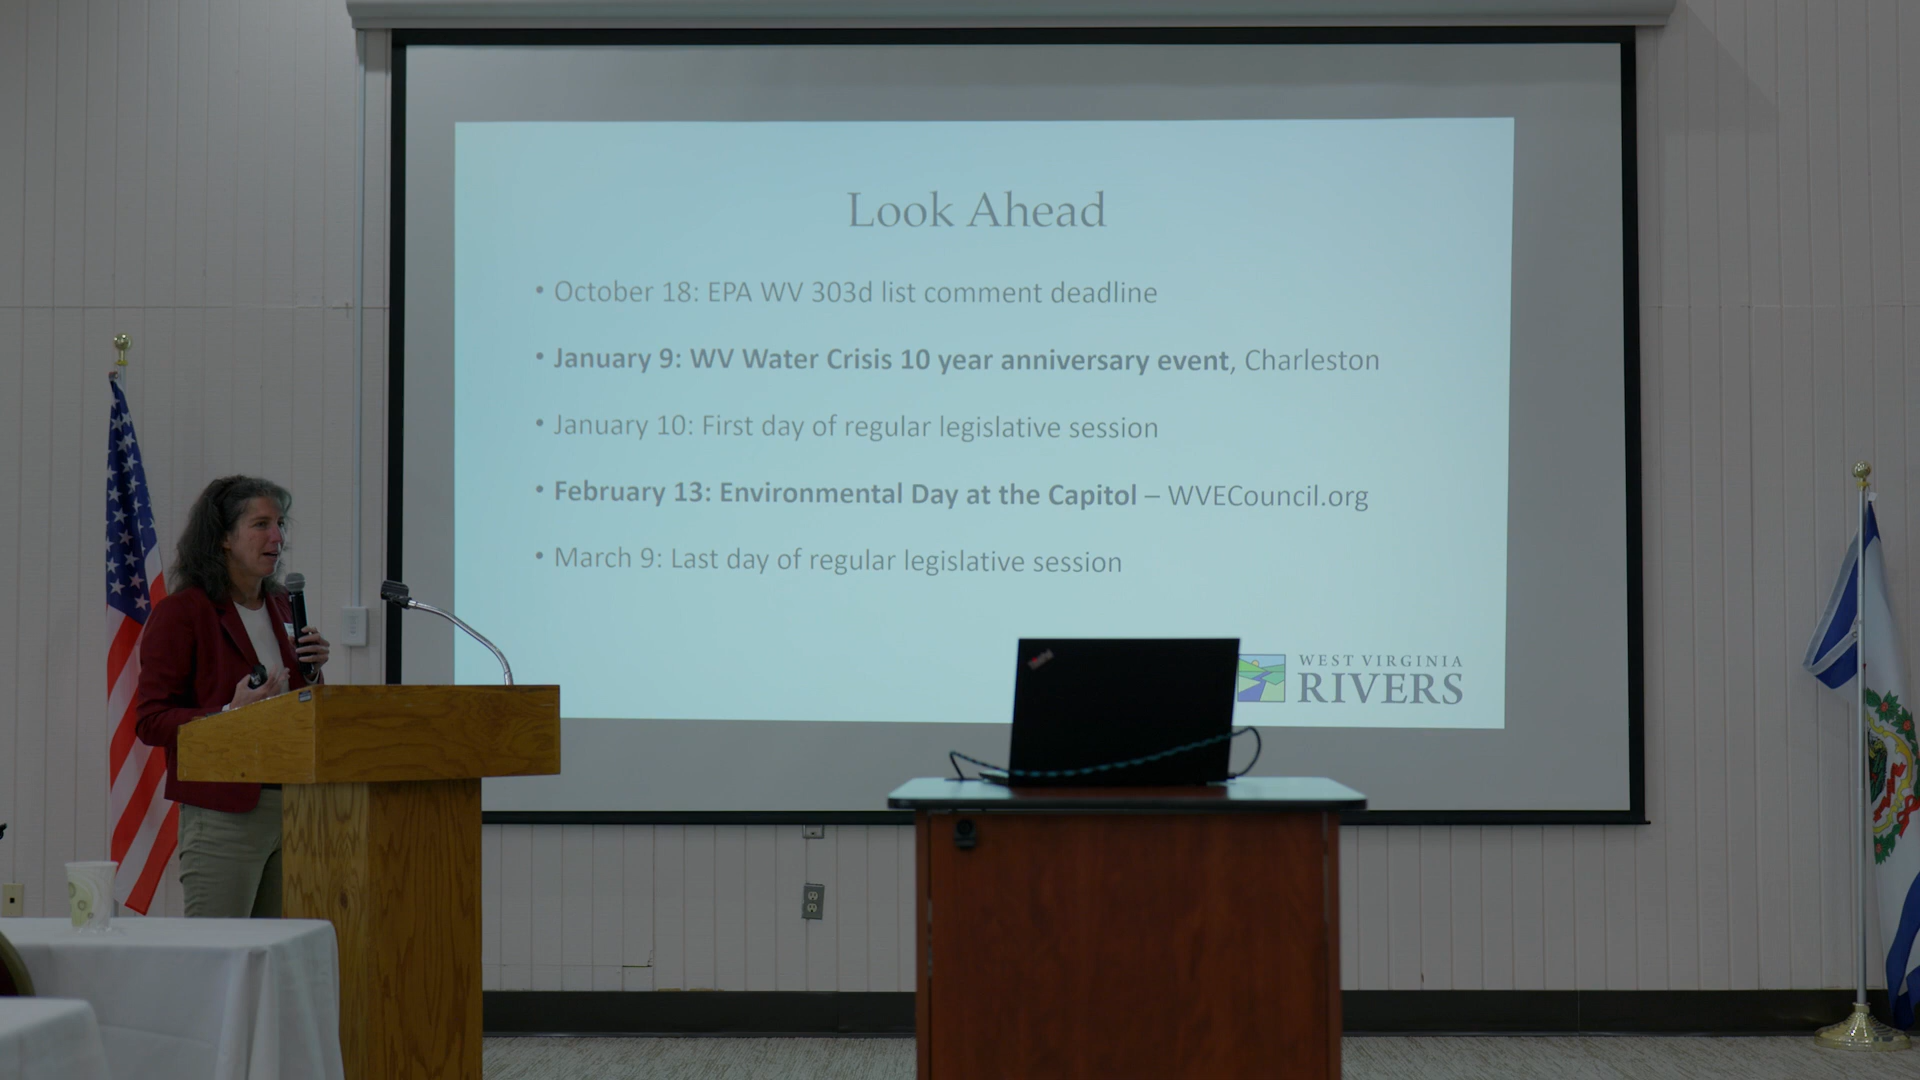 Look Ahead
• October 18: EPA WV 303d list comment deadline
• January 9: WV Water Crisis 10 year anniversary event, Charleston
• January 10: First day of regular legislative session
• February 13: Environmental Day at the Capitol – WVECouncil.org
• March 9: Last day of regular legislative session
WEST VIRGINIA
RIVERS